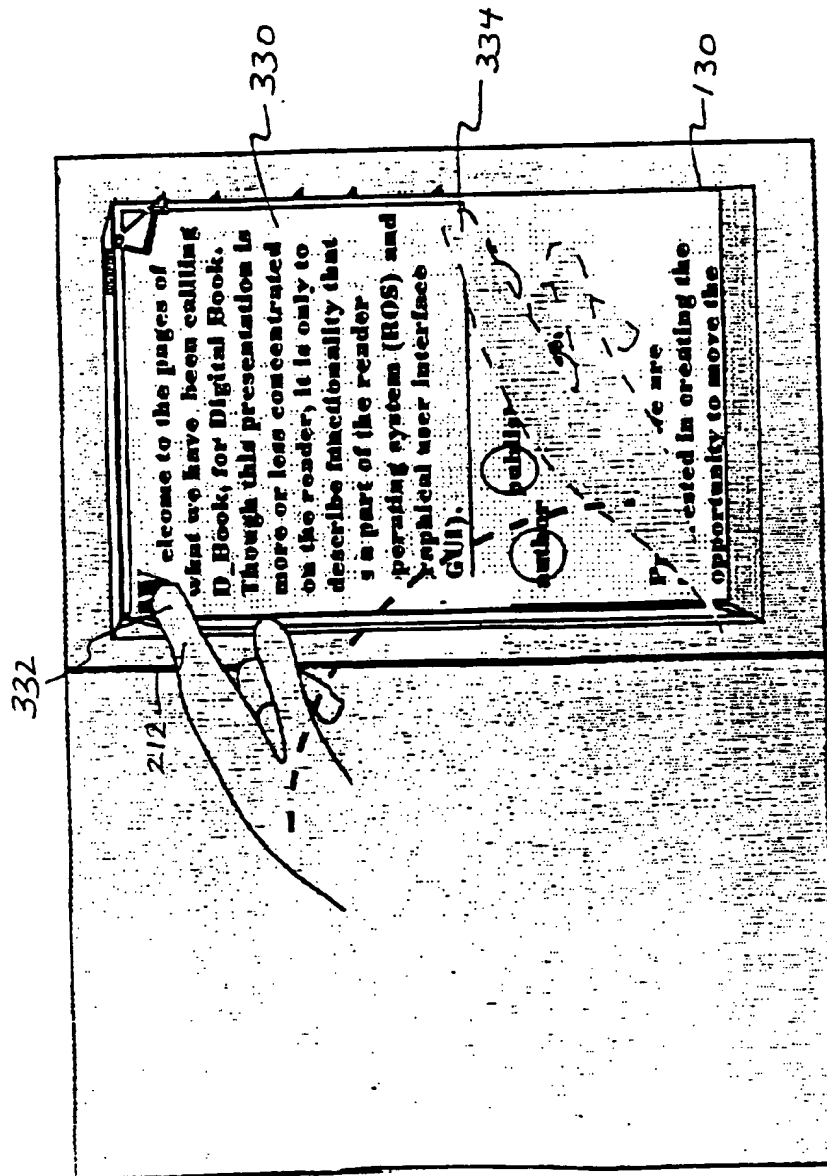 332
212
elcome to the pages of
what we have been calliing
D_Book, for Digital Book.
Though this presentation is
more or less concentrated
on the reader, it is only to
describe functionality that
s a part of the reader
perating system (ROS) and
raphical user interface
GUI).
author
e are
ested in creating the
opportunity to move the
330
334
130